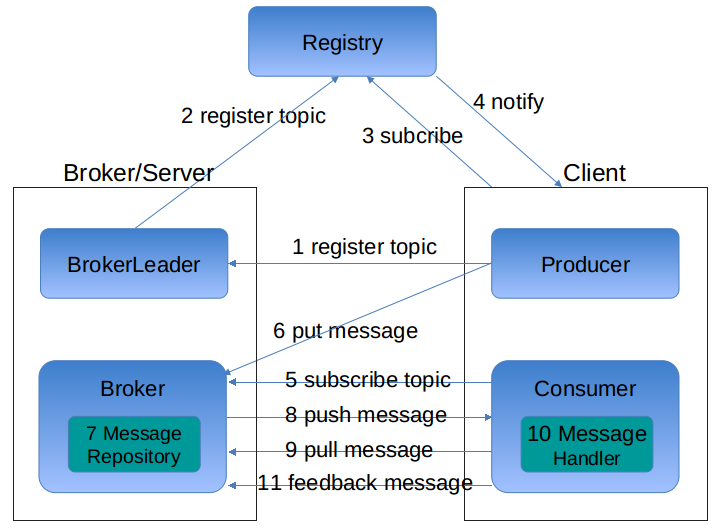 Registry
2 register topic
4 notify
3 subcribe
Broker/Server
Client
BrokerLeader
1 register topic
Producer
6 put message
Broker
5 subscribe topic
Consumer
7 Message
Repository
8 push message
10 Message
Handler
9 pull message
11 feedback message